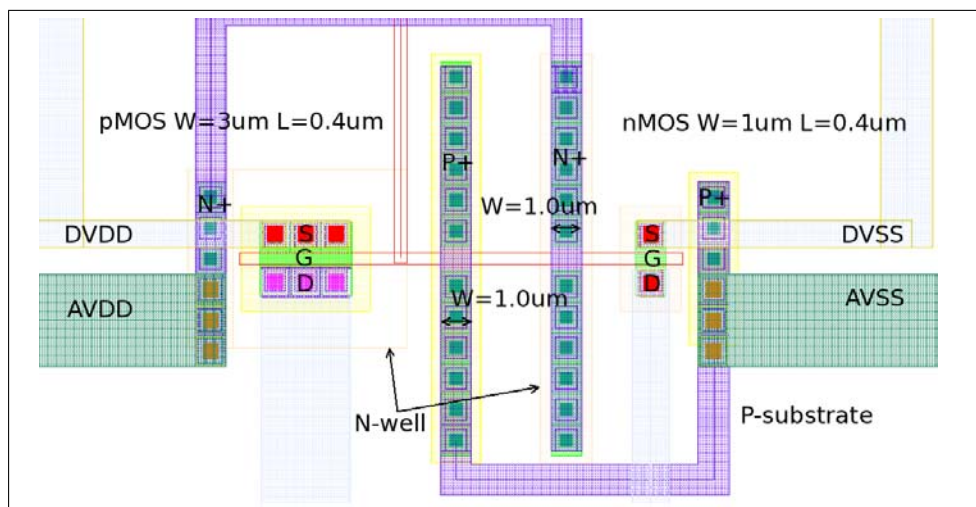 pMOS W=3um L=0.4um
nMOS W=1um L=0.4um
P+
N+
N+
P+
W=1.0um
DVDD
S
S
DVSS
G
G
D
D
W=1.0um
AVDD
AVSS
N-well
P-substrate